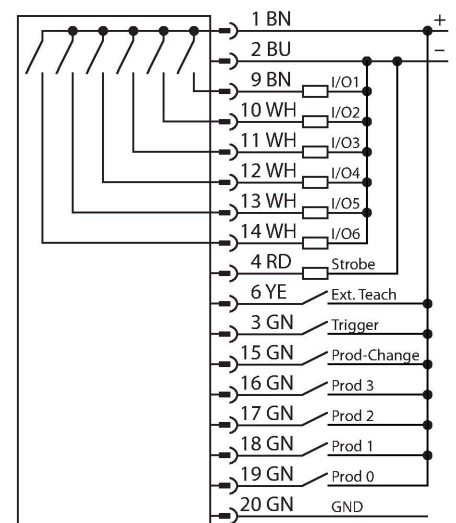 1 BN +
2 BU −
9 BN I/O1
10 WH I/O2
11 WH I/O3
12 WH I/O4
13 WH I/O5
14 WH I/O6
4 RD Strobe
6 YE Ext. Teach
3 GN Trigger
15 GN Prod-Change
16 GN Prod 3
17 GN Prod 2
18 GN Prod 1
19 GN Prod 0
20 GN GND